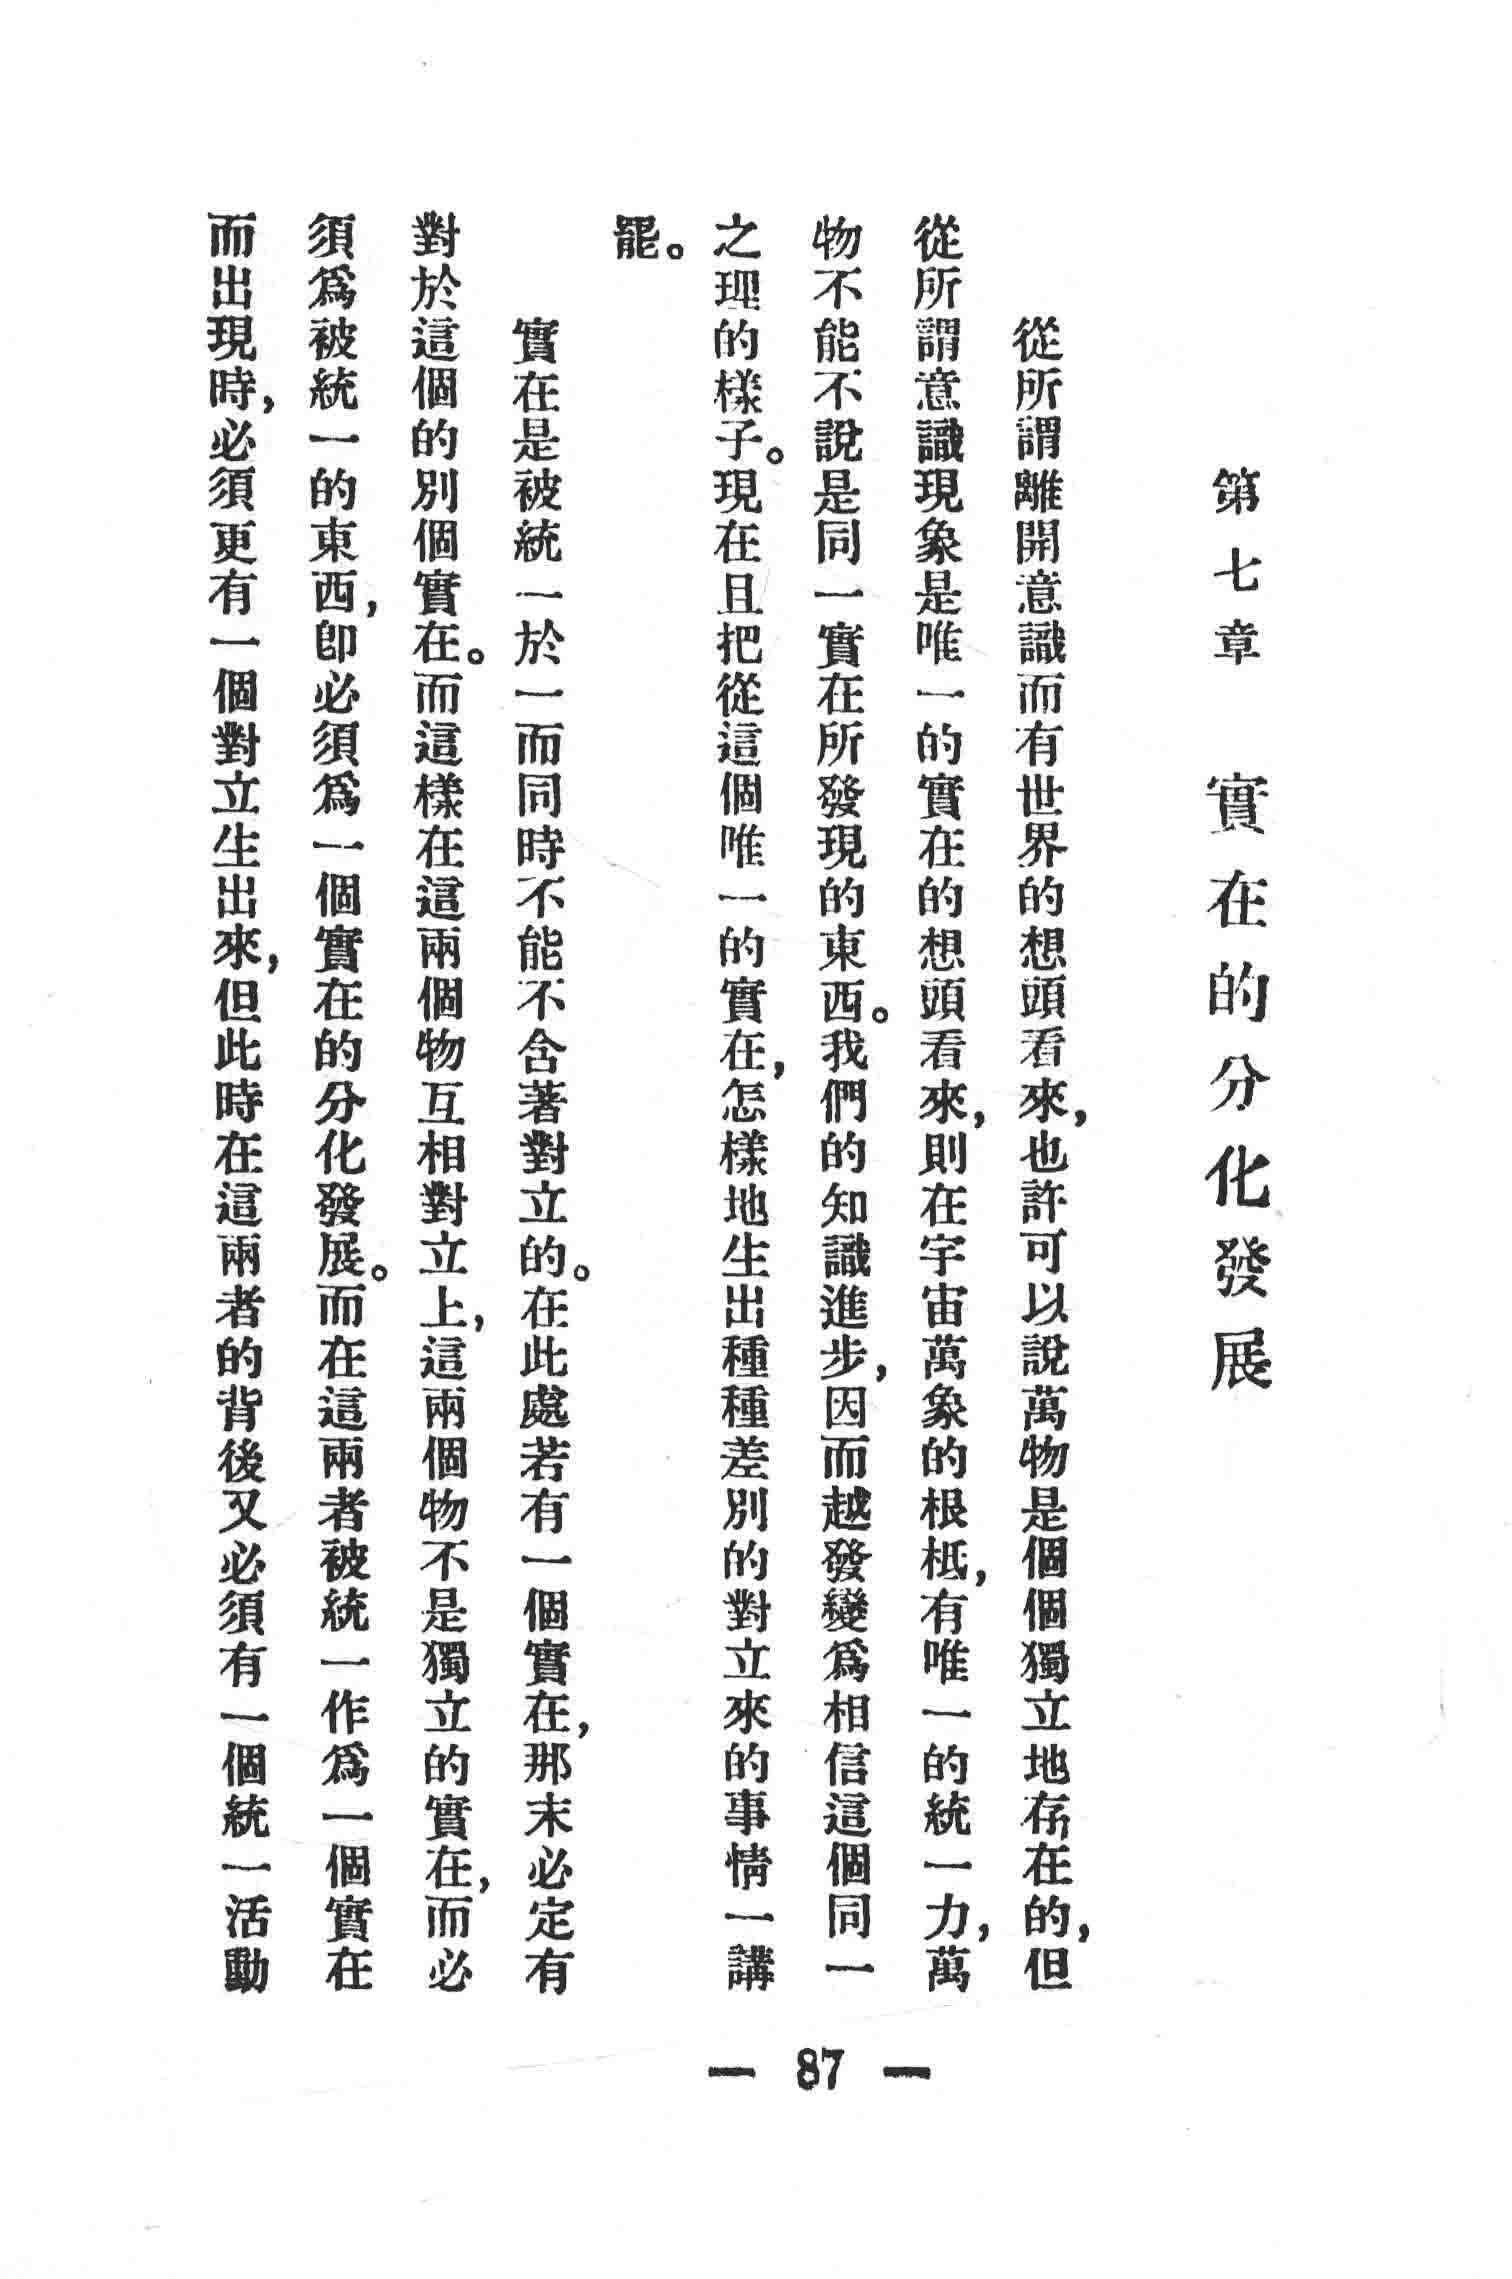 第七章　實在的分化發展
從所謂離開意識而有世界的想頭看來，也許可以說萬物是個個獨立地存在的，但
從所謂意識現象是唯一的實在的想頭看來，則在宇宙萬象的根柢，有唯一的統一力，萬
物不能不說是同一實在所發現的東西。我們的知識進步，因而越發變爲相信這個同一
之理的樣子。現在且把從這個唯一的實在，怎樣地生出種種差別的對立來的事情一講
罷。
實在是被統一於一而同時不能不含著對立的。在此處若有一個實在，那末必定有
對於這個的別個實在。而這樣在這兩個物互相對立上，這兩個物不是獨立的實在，而必
須爲被統一的東西，卽必須爲一個實在的分化發展。而在這兩者被統一作爲一個實在
而出現時，必須更有一個對立生出來，但此時在這兩者的背後又必須有一個統一活動
— 87 —